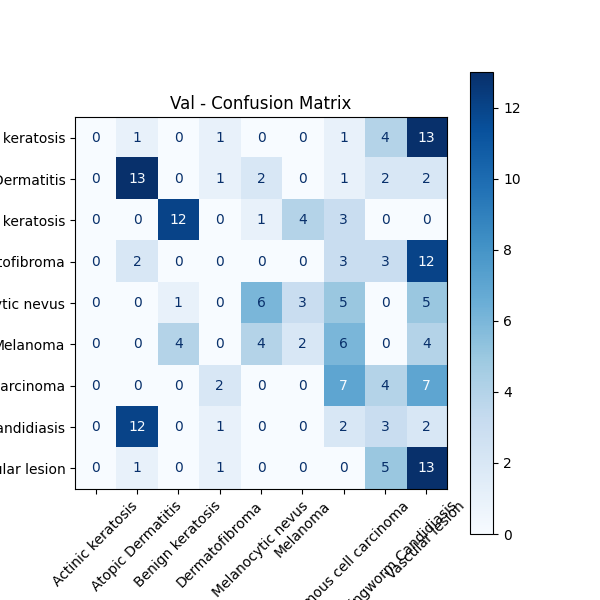 Val - Confusion Matrix
keratosis 0 1 0 1 0 0 1 4 13
Dermatitis 0 13 0 1 2 0 1 2 2
keratosis 0 0 12 0 1 4 3 0 0
tofibroma 0 2 0 0 0 0 3 3 12
ytic nevus 0 0 1 0 6 3 5 0 5
Melanoma 0 0 4 0 4 2 6 0 4
arcinoma 0 0 0 2 0 0 7 4 7
andidiasis 0 12 0 1 0 0 2 3 2
ular lesion 0 1 0 1 0 0 0 5 13
Actinic keratosis
Atopic Dermatitis
Benign keratosis
Dermatofibroma
Melanocytic nevus
Melanoma
mous cell carcinoma
ngworm Candidiasis
Vascular lesion
12
10
8
6
4
2
0